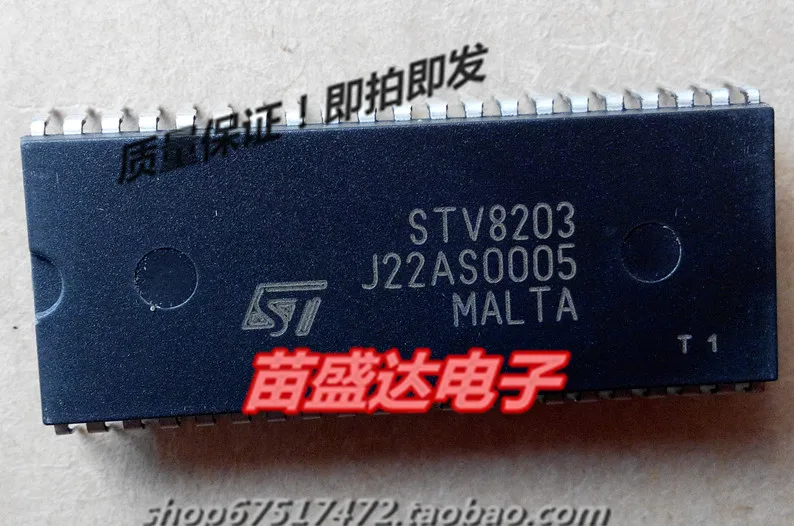 质量保证！即拍即发
STV8203
J22AS0005
ST MALTA
T 1
苗盛达电子
shop67517472.taobao.com